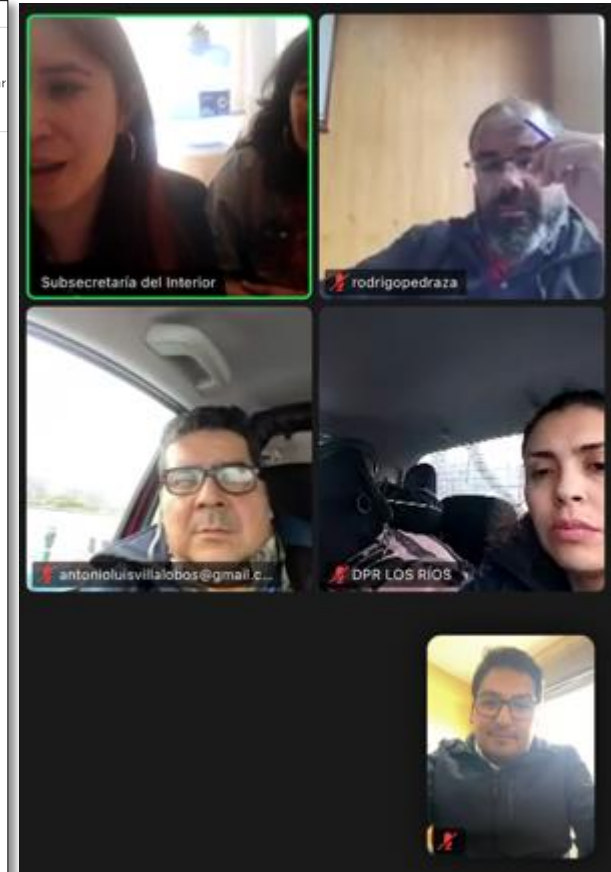 Subsecretaría del Interior
rodrigopedraza
antonioluisvillalobos@gmail.c...
DPR LOS RÍOS